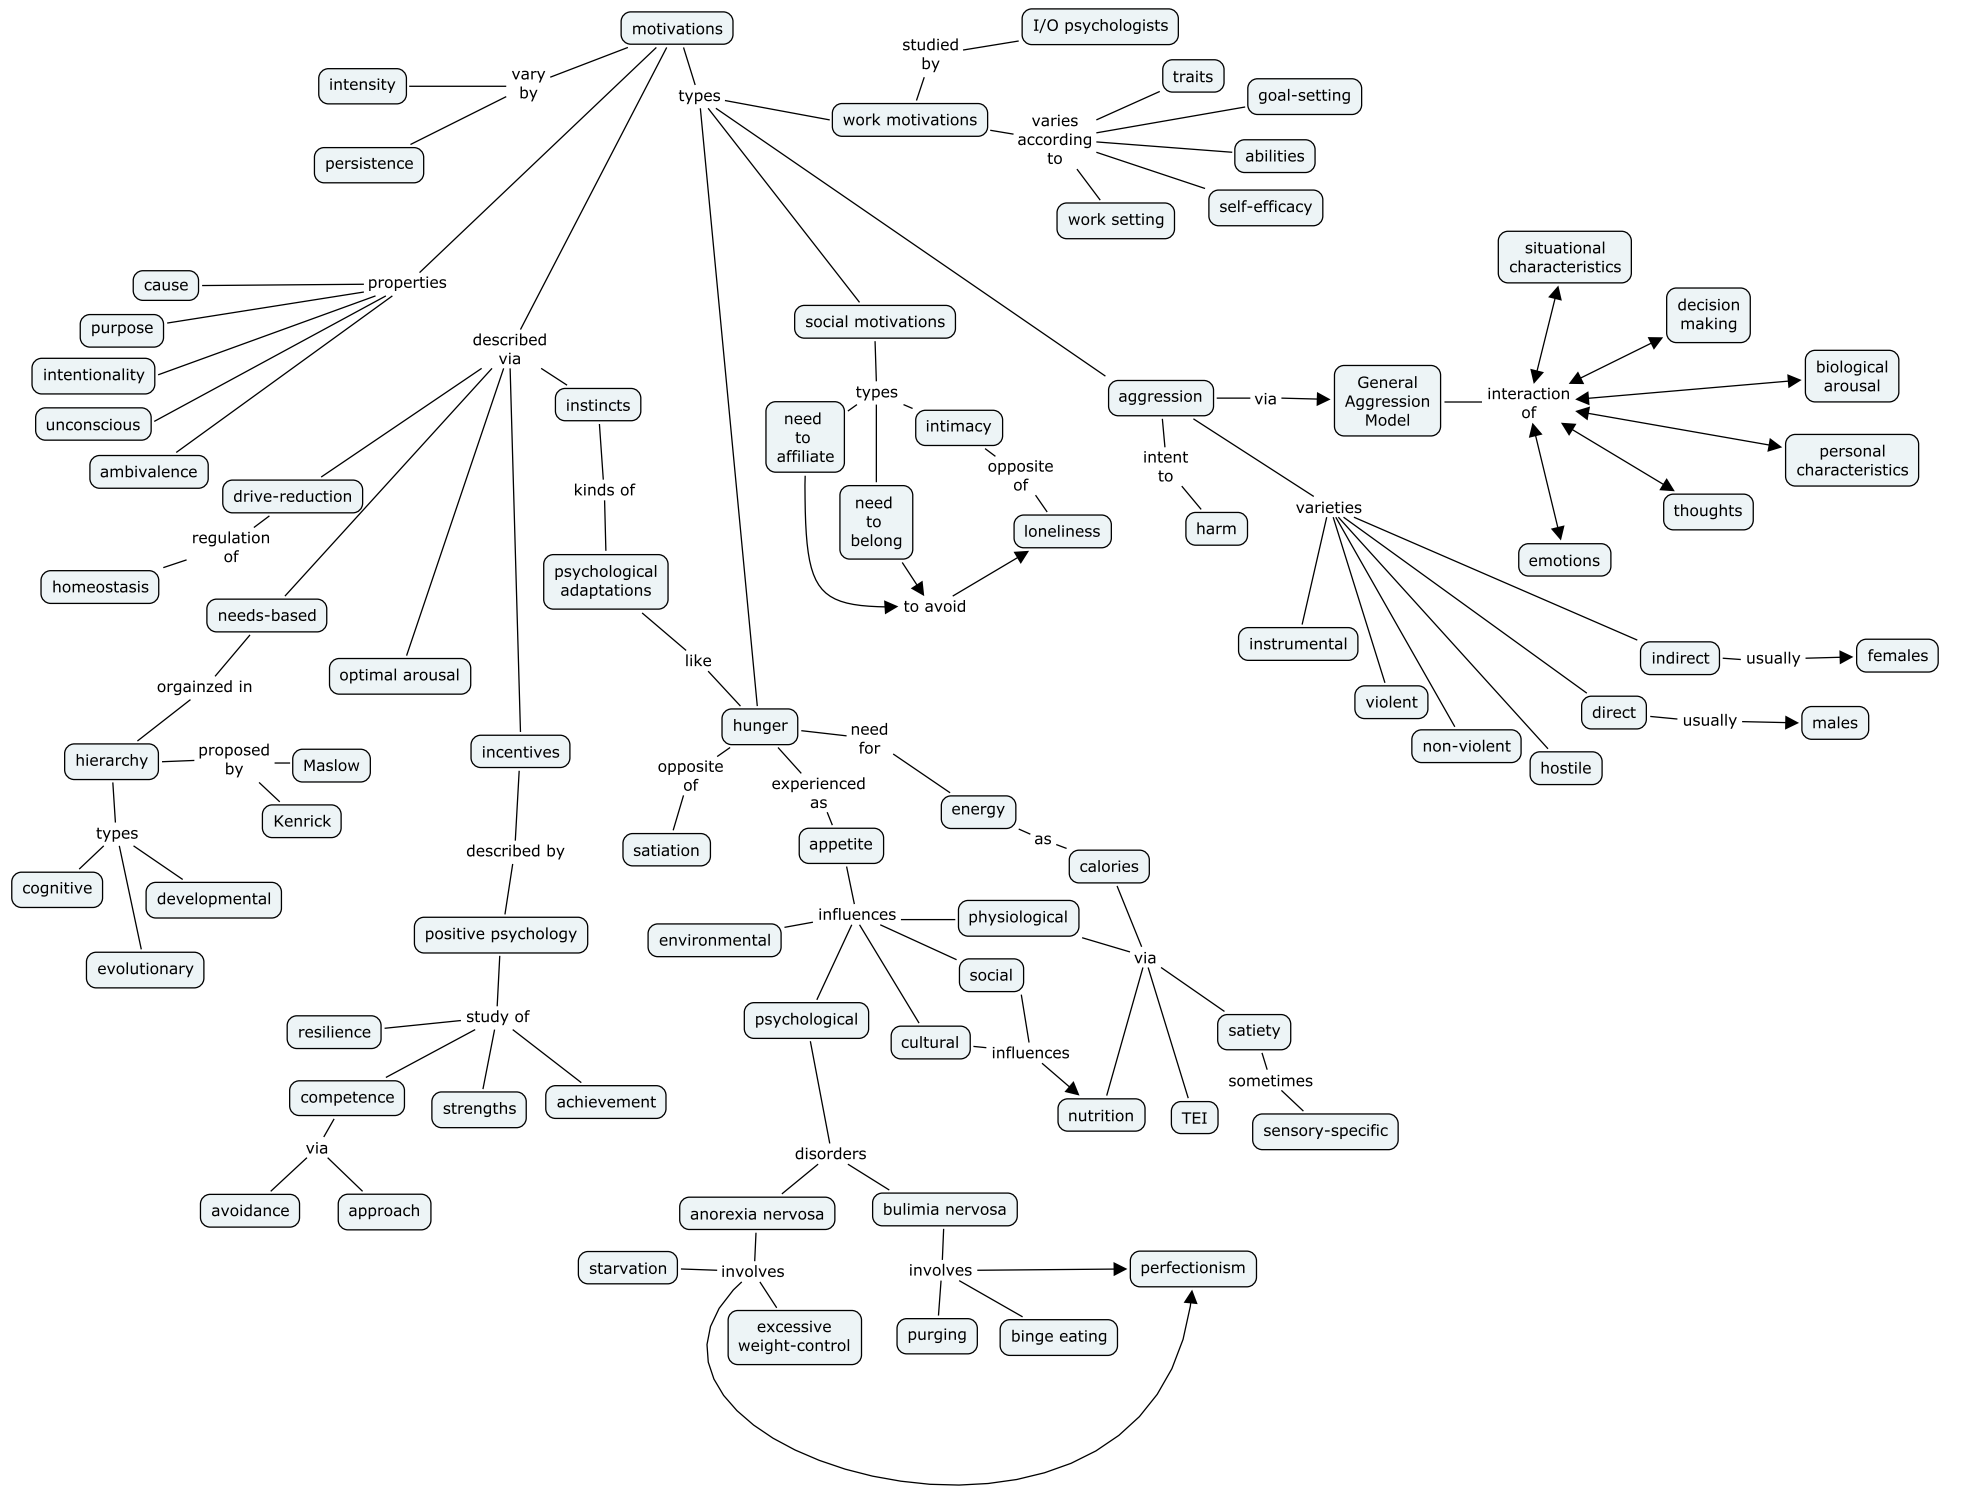 motivations
I/O psychologists
studied
by
vary
by
intensity
types
traits
goal-setting
work motivations
varies
according
to
persistence
abilities
self-efficacy
work setting
situational
characteristics
cause
properties
purpose
social motivations
decision
making
described
via
intentionality
biological
arousal
instincts
types
aggression
via
General
Aggression
Model
interaction
of
unconscious
need
to
affiliate
intimacy
ambivalence
intent
to
personal
characteristics
opposite
of
drive-reduction
kinds of
need
to
belong
varieties
thoughts
loneliness
harm
regulation
of
emotions
homeostasis
psychological
adaptations
to avoid
needs-based
instrumental
indirect
usually
females
like
optimal arousal
orgainzed in
violent
direct
usually
males
hunger
need
for
non-violent
hierarchy
proposed
by
Maslow
incentives
hostile
opposite
of
experienced
as
Kenrick
energy
types
satiation
appetite
as
described by
calories
cognitive
developmental
influences
physiological
positive psychology
environmental
via
evolutionary
social
resilience
study of
psychological
cultural
influences
satiety
sometimes
competence
strengths
achievement
nutrition
TEI
sensory-specific
via
disorders
avoidance
approach
anorexia nervosa
bulimia nervosa
starvation
involves
involves
perfectionism
excessive
weight-control
purging
binge eating